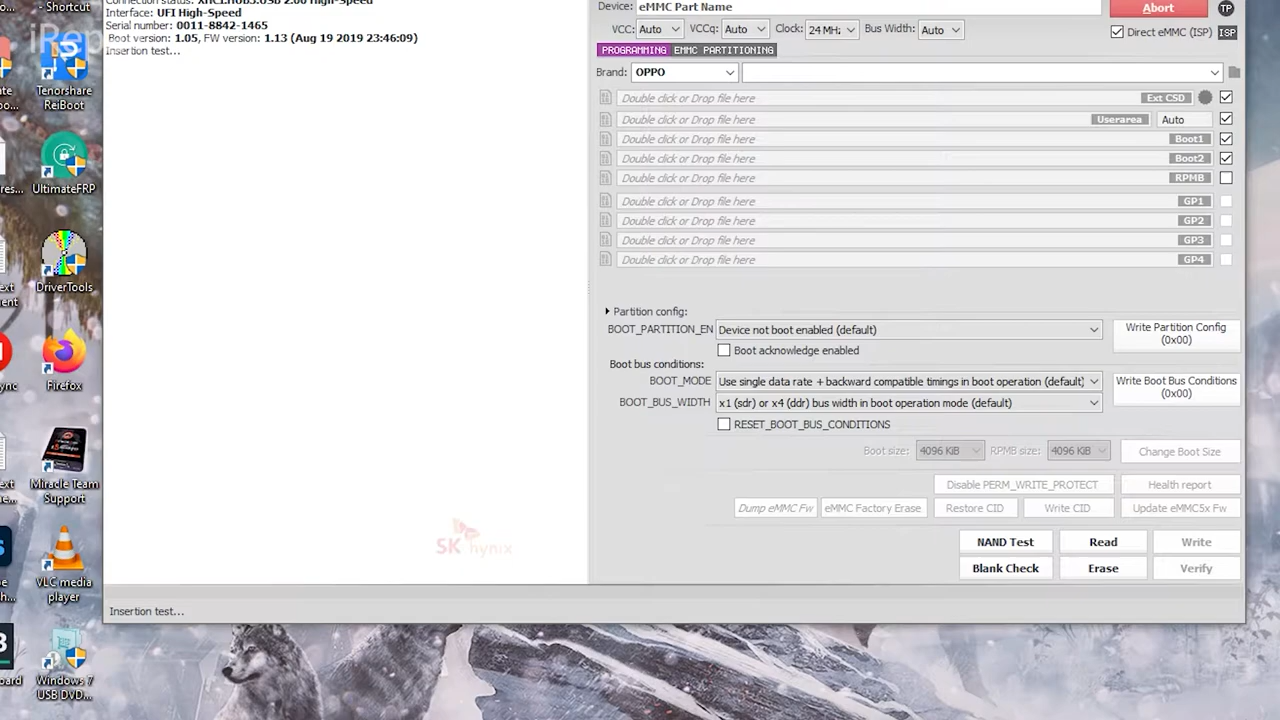 - Shortcut
Tenorshare
ReiBoot
UltimateFRP
DriverTools
Firefox
Miracle Team
Support
VLC media
player
Windows 7
USB DVD...
Interface: UFI High-Speed
Serial number: 0011-8842-1465
Boot version: 1.05, FW version: 1.13 (Aug 19 2019 23:46:09)
Insertion test...
SK hynix
Insertion test...
Device: eMMC Part Name
Abort
TP
VCC: Auto VCCq: Auto Clock: 24 MHz Bus Width: Auto
Direct eMMC (ISP) ISP
PROGRAMMING EMMC PARTITIONING
Brand: OPPO
Double click or Drop file here Ext CSD
Double click or Drop file here Userarea Auto
Double click or Drop file here Boot1
Double click or Drop file here Boot2
Double click or Drop file here RPMB
Double click or Drop file here GP1
Double click or Drop file here GP2
Double click or Drop file here GP3
Double click or Drop file here GP4
Partition config:
BOOT_PARTITION_EN Device not boot enabled (default)
Write Partition Config
(0x00)
Boot acknowledge enabled
Boot bus conditions:
BOOT_MODE Use single data rate + backward compatible timings in boot operation (default)
Write Boot Bus Conditions
(0x00)
BOOT_BUS_WIDTH x1 (sdr) or x4 (ddr) bus width in boot operation mode (default)
RESET_BOOT_BUS_CONDITIONS
Boot size: 4096 KiB RPMB size: 4096 KiB Change Boot Size
Disable PERM_WRITE_PROTECT Health report
Dump eMMC Fw eMMC Factory Erase Restore CID Write CID Update eMMC5x Fw
NAND Test Read Write
Blank Check Erase Verify